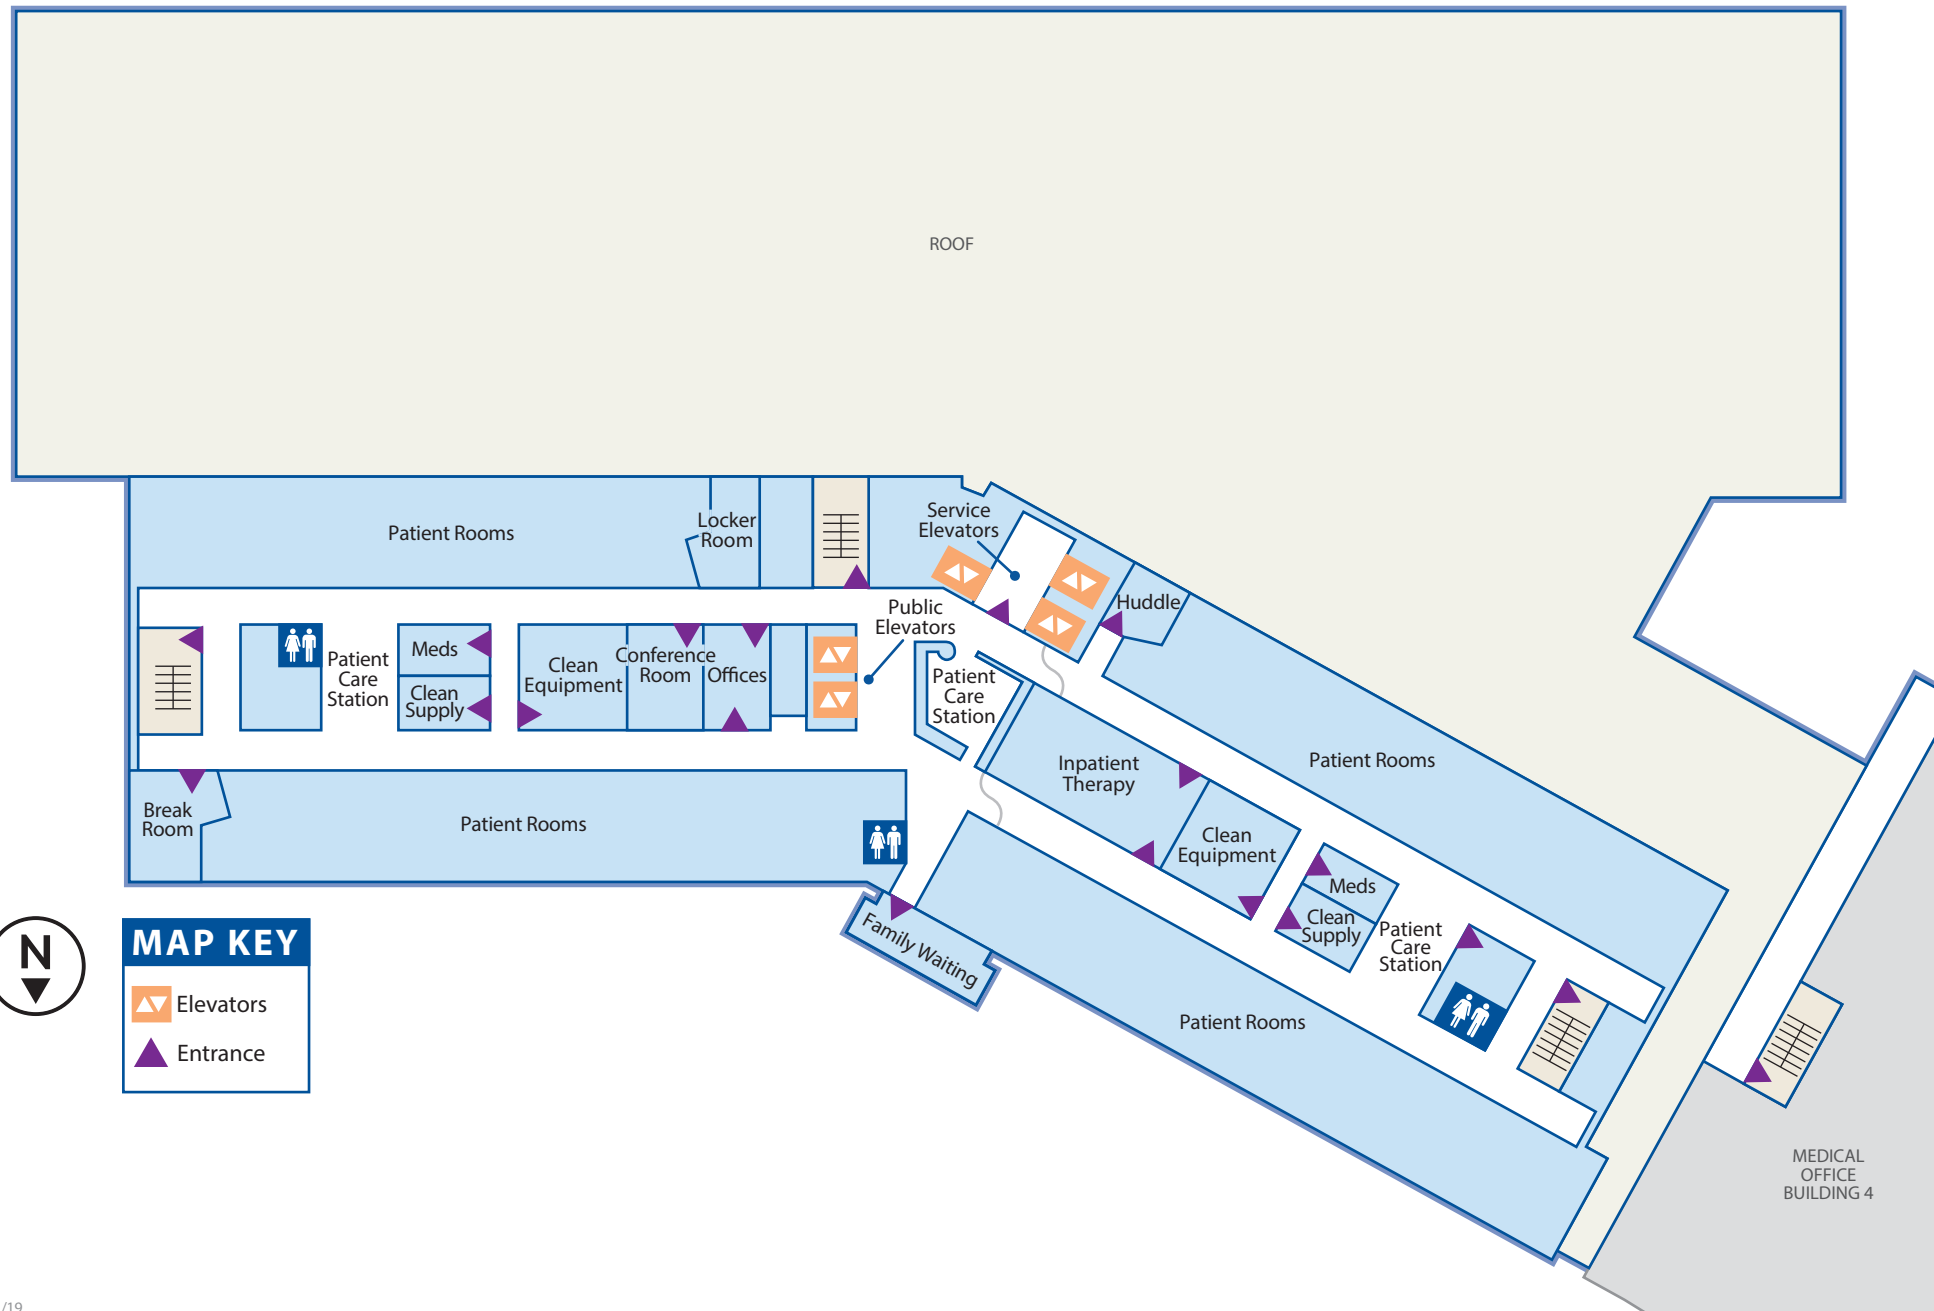 ROOF
Patient Rooms
Locker
Room
Service
Elevators
Public
Elevators
Huddle
Patient
Care
Station
Meds
Clean
Supply
Clean
Equipment
Conference
Room
Offices
Patient
Care
Station
Inpatient
Therapy
Patient Rooms
Break
Room
Patient Rooms
Clean
Equipment
Meds
Clean
Supply
Patient
Care
Station
Family Waiting
Patient Rooms
N
MAP KEY
Elevators
Entrance
MEDICAL
OFFICE
BUILDING 4
/19